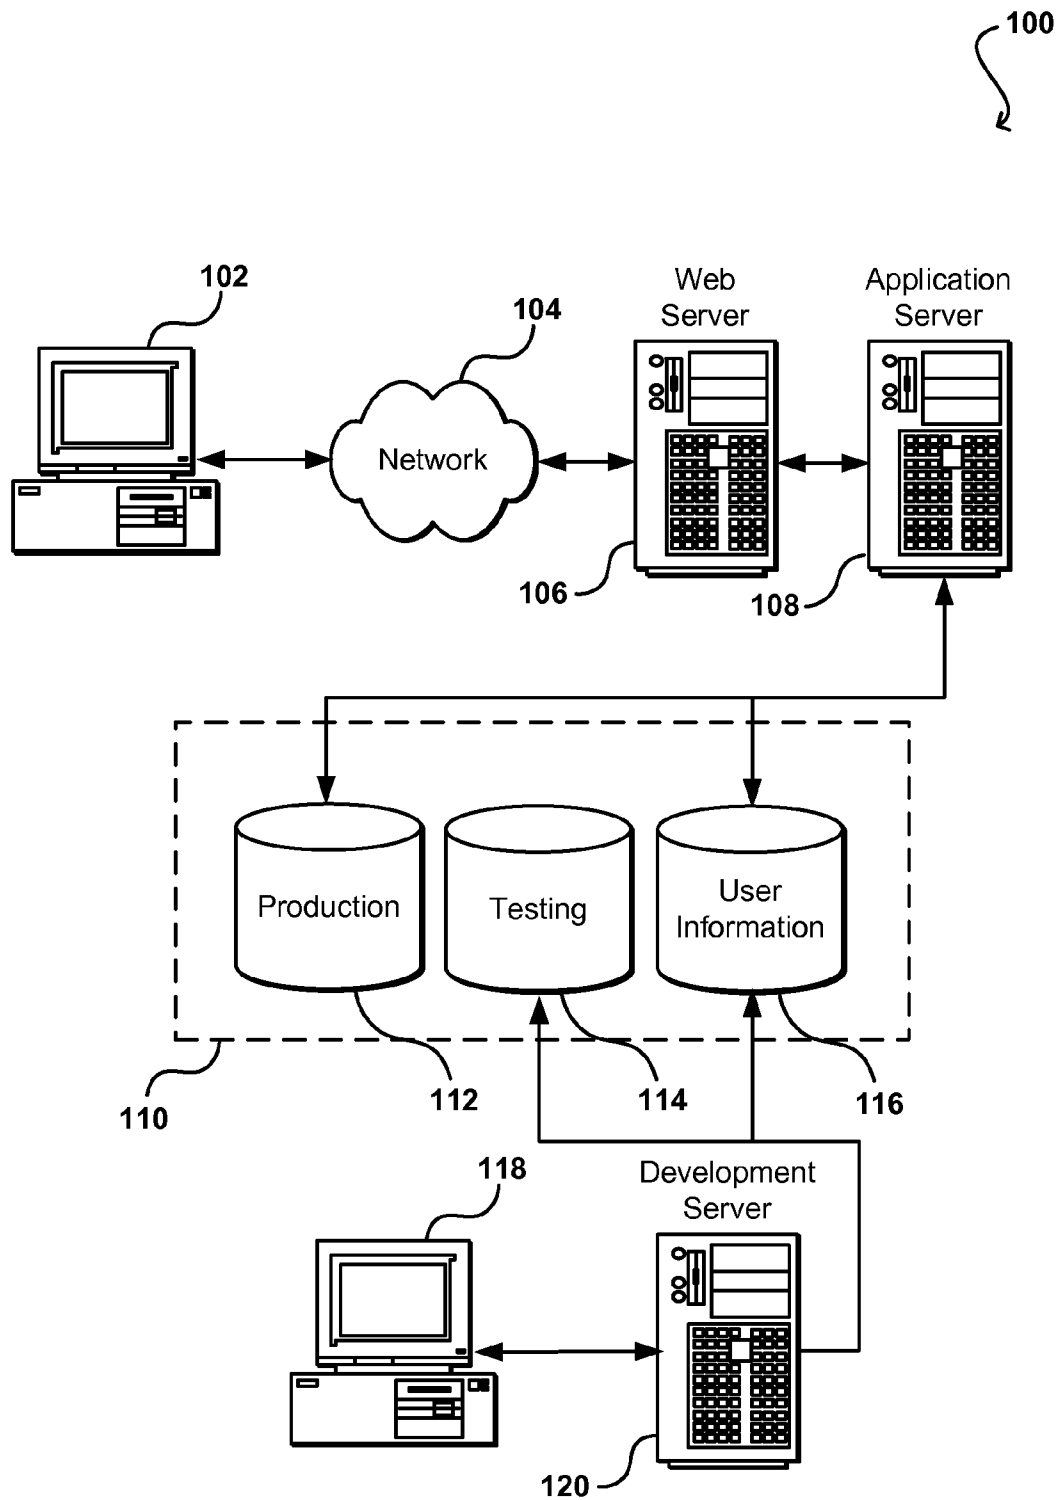 100
102
104
Web
Server
Application
Server
Network
106
108
Production
Testing
User
Information
110
112
114
116
118
Development
Server
120